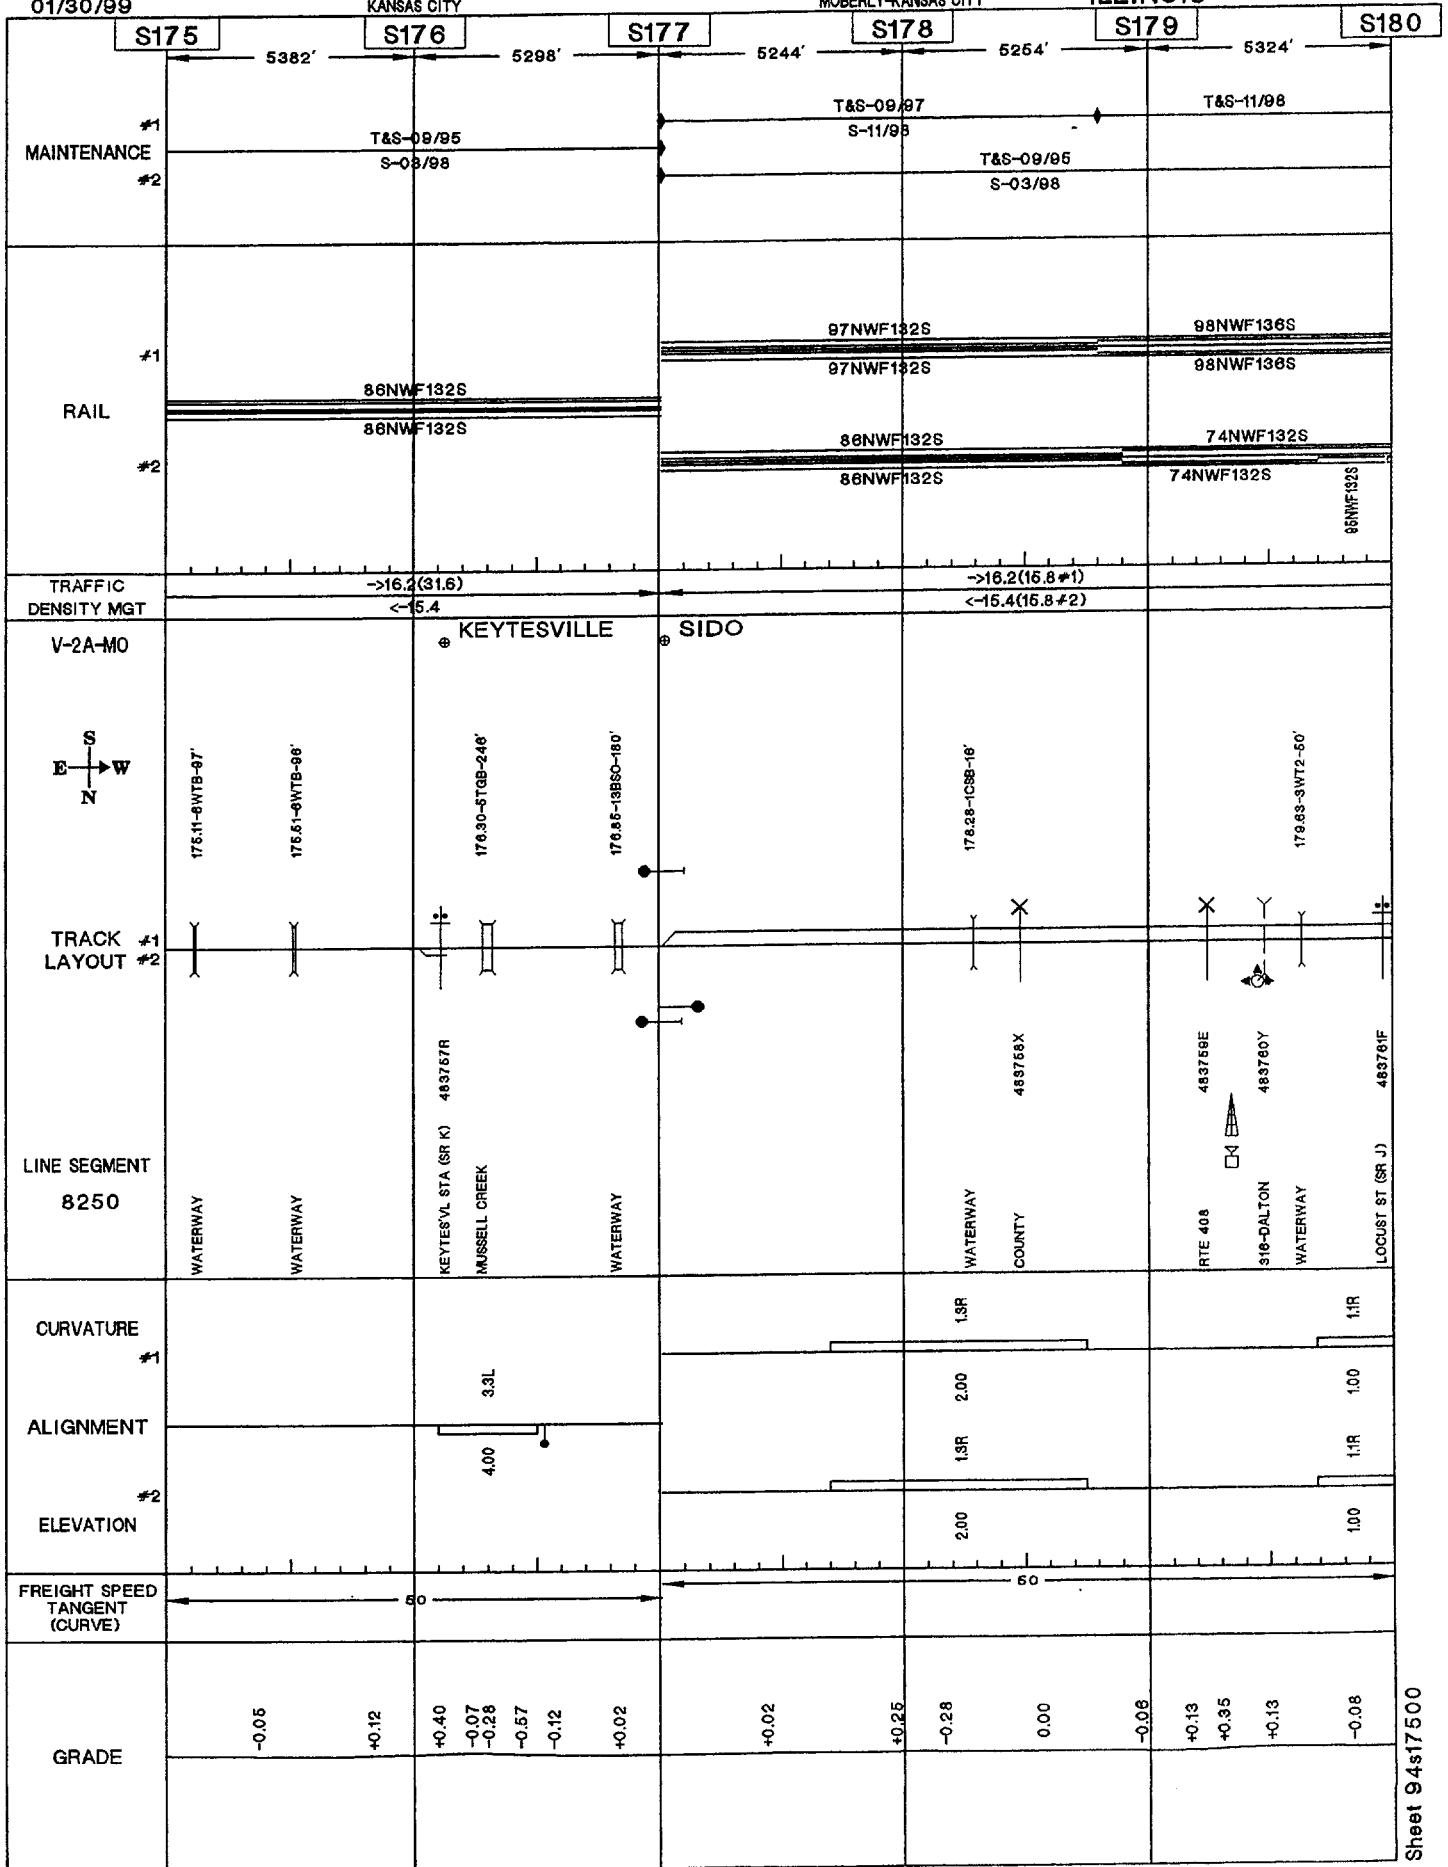 01/30/99
KANSAS CITY
MOBERLY-KANSAS CITY
S175 S176 S177 S178 S179 S180
5382' 5298' 5244' 5254' 5324'
MAINTENANCE
#1
#2
T&S-09/95
S-03/98
T&S-09/97
S-11/98
T&S-11/98
T&S-09/95
S-03/98
RAIL
#1
#2
86NWF132S
86NWF132S
97NWF132S
97NWF132S
98NWF136S
98NWF136S
86NWF132S
86NWF132S
74NWF132S
74NWF132S
95NWF132S
TRAFFIC
DENSITY MGT
->16.2(31.6)
<-15.4
->16.2(15.8#1)
<-15.4(15.8#2)
V-2A-MO
KEYTESVILLE
SIDO
S
E W
N
175.11-6WTB-97'
175.51-6WTB-96'
176.30-5TGB-246'
176.85-13BSO-180'
178.28-1CSB-16'
179.63-3WT2-50'
TRACK #1
LAYOUT #2
483757R
483758X
483759E
483760Y
483761F
LINE SEGMENT
8250
WATERWAY
WATERWAY
KEYTES'VL STA (SR K)
MUSSELL CREEK
WATERWAY
WATERWAY
COUNTY
RTE 408
316-DALTON
WATERWAY
LOCUST ST (SR J)
CURVATURE
#1
ALIGNMENT
#2
ELEVATION
3.3L
4.00
1.3R
2.00
1.3R
2.00
1.1R
1.00
1.1R
1.00
FREIGHT SPEED
TANGENT
(CURVE)
50
60
GRADE
-0.05
+0.12
+0.40
-0.07
-0.28
-0.57
-0.12
+0.02
+0.02
+0.25
-0.28
0.00
-0.06
+0.13
+0.35
+0.13
-0.08
Sheet 94s17500